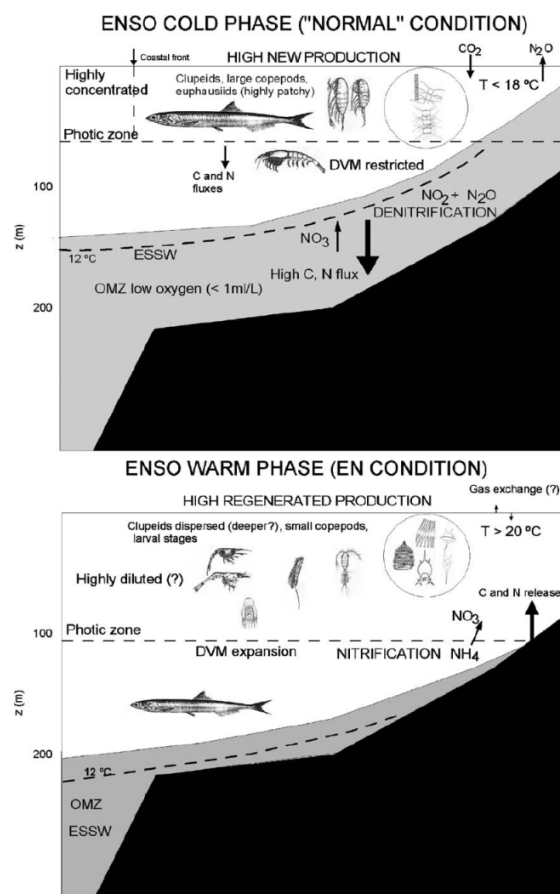 ENSO COLD PHASE ("NORMAL" CONDITION)
Coastal front
HIGH NEW PRODUCTION
CO2
N2O
Highly
concentrated
Clupeids, large copepods,
euphausiids (highly patchy)
T < 18 ºC
Photic zone
C and N
fluxes
DVM restricted
100
NO2 + N2O
DENITRIFICATION
z (m)
12 ºC
ESSW
NO3
OMZ low oxygen (< 1ml/L)
High C, N flux
200
ENSO WARM PHASE (EN CONDITION)
HIGH REGENERATED PRODUCTION
Gas exchange (?)
Clupeids dispersed (deeper?), small copepods,
larval stages
T > 20 ºC
Highly diluted (?)
C and N release
NO3
Photic zone
100
DVM expansion
NITRIFICATION NH4
z (m)
200
12 ºC
OMZ
ESSW